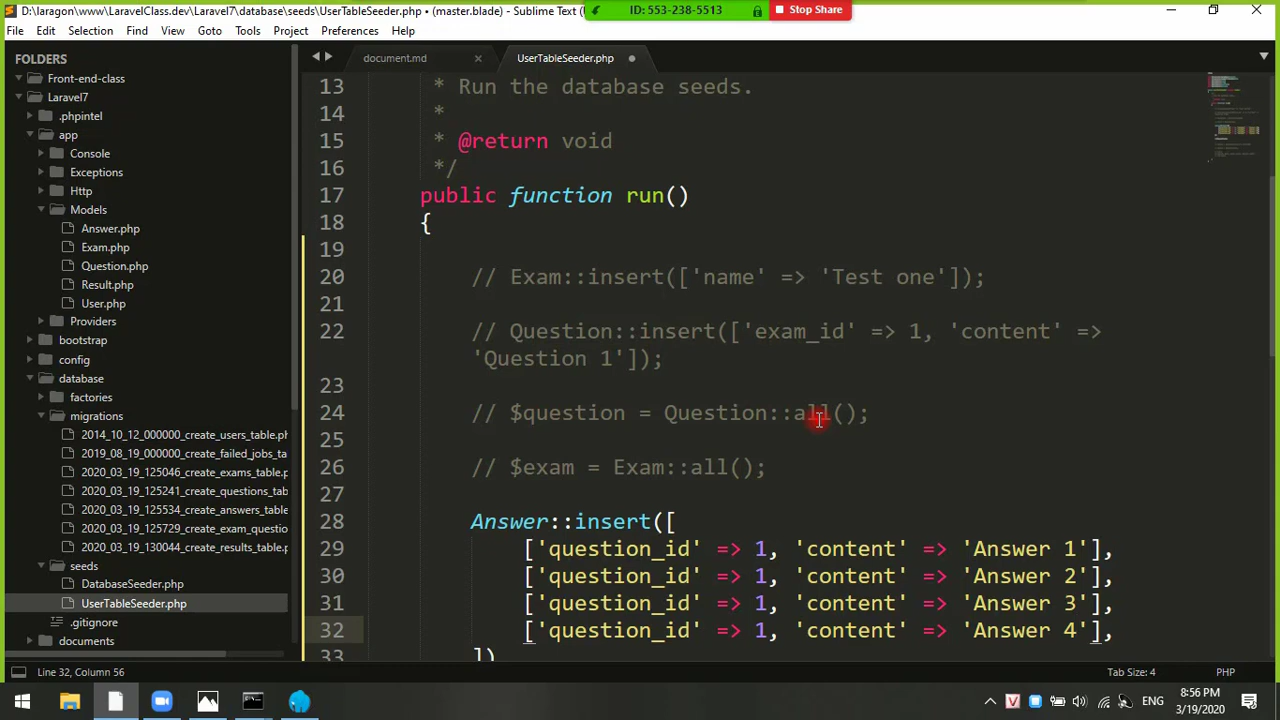 D:\laragon\www\LaravelClass.dev\Laravel7\database\seeds\UserTableSeeder.php • (master.blade) - Sublime Text (U
ID: 553-238-5513
Stop Share
File Edit Selection Find View Goto Tools Project Preferences Help
FOLDERS
Front-end-class
Laravel7
.phpintel
app
Console
Exceptions
Http
Models
Answer.php
Exam.php
Question.php
Result.php
User.php
Providers
bootstrap
config
database
factories
migrations
2014_10_12_000000_create_users_table.ph
2019_08_19_000000_create_failed_jobs_ta
2020_03_19_125046_create_exams_table.
2020_03_19_125241_create_questions_tab
2020_03_19_125534_create_answers_table
2020_03_19_125729_create_exam_questio
2020_03_19_130044_create_results_table.p
seeds
DatabaseSeeder.php
UserTableSeeder.php
.gitignore
documents
document.md
UserTableSeeder.php
13 * Run the database seeds.
14 *
15 * @return void
16 */
17 public function run()
18 {
19
20 // Exam::insert(['name' => 'Test one']);
21
22 // Question::insert(['exam_id' => 1, 'content' =>
'Question 1']);
23
24 // $question = Question::all();
25
26 // $exam = Exam::all();
27
28 Answer::insert([
29 ['question_id' => 1, 'content' => 'Answer 1'],
30 ['question_id' => 1, 'content' => 'Answer 2'],
31 ['question_id' => 1, 'content' => 'Answer 3'],
32 ['question_id' => 1, 'content' => 'Answer 4'],
33 ])
Line 32, Column 56
Tab Size: 4
PHP
ENG
8:56 PM
3/19/2020